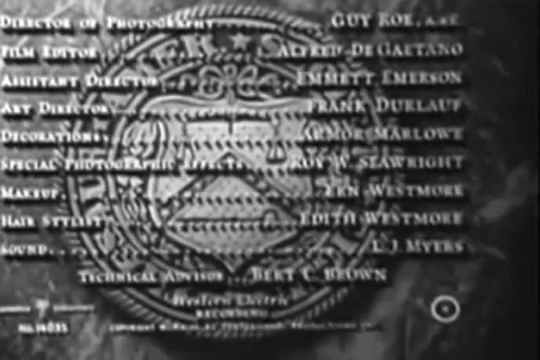 DIRECTOR OF PHOTOGRAPHY GUY ROE, A.S.C.
FILM EDITOR ALFRED DE GAETANO
ASSISTANT DIRECTOR EMMETT EMERSON
ART DIRECTOR FRANK DURLAUF
DECORATIONS ARMOR MARLOWE
SPECIAL PHOTOGRAPHIC EFFECTS ROY W. SEAWRIGHT
MAKEUP ERN WESTMORE
HAIR STYLIST EDITH WESTMORE
SOUND... L. J. MYERS
TECHNICAL ADVISOR BERT C. BROWN
Western Electric
RECORDING